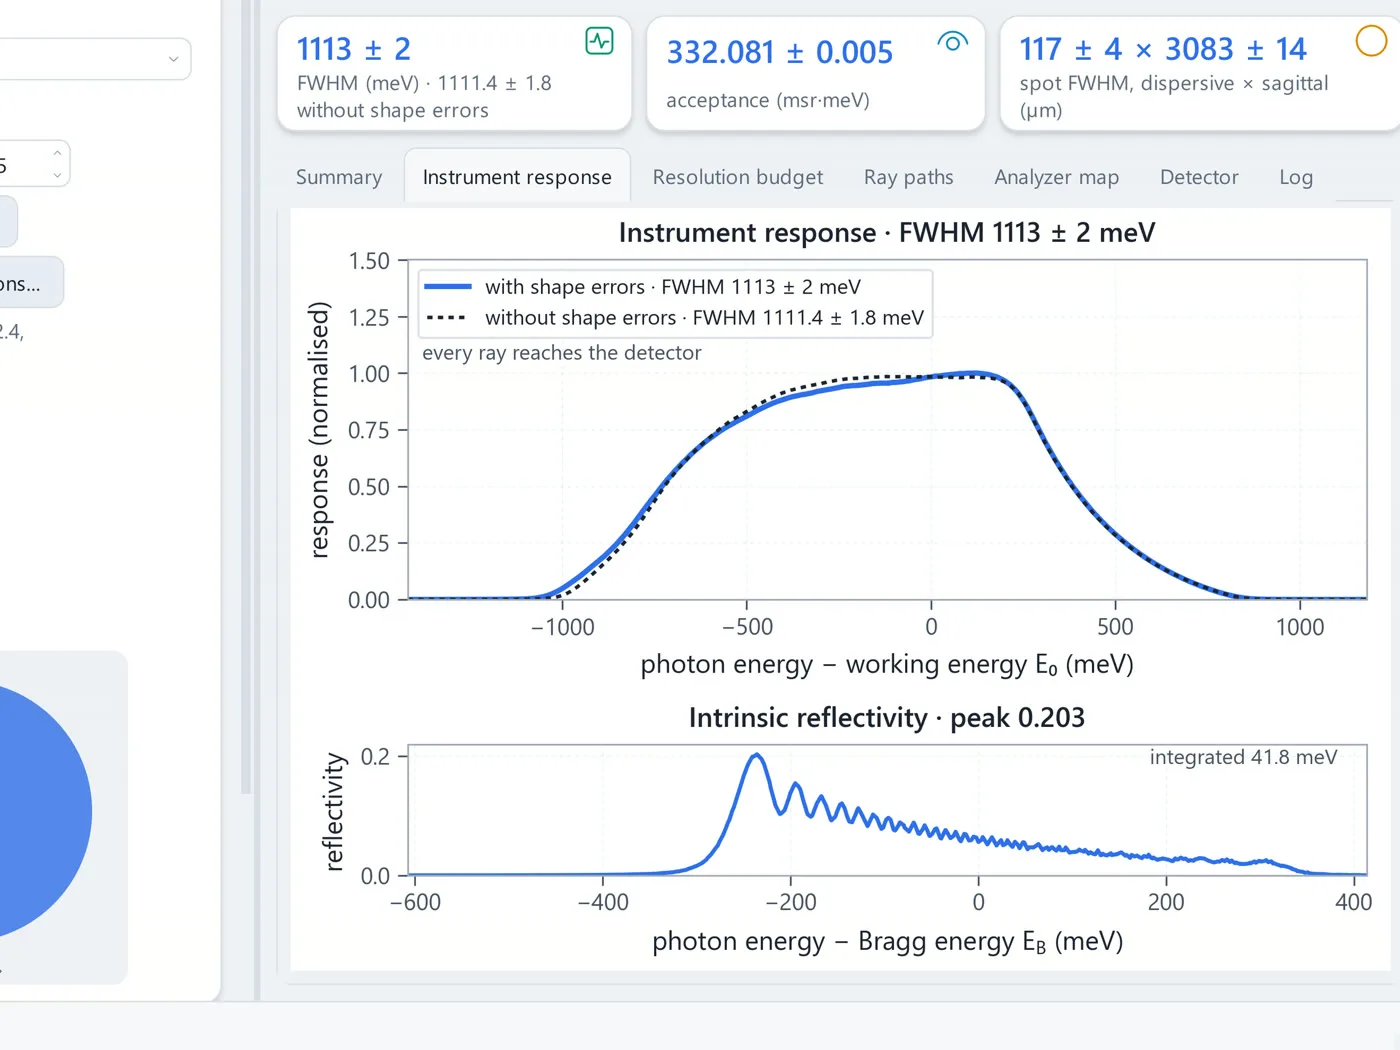 5
ons...
2.4,
1113 ± 2
FWHM (meV) · 1111.4 ± 1.8
without shape errors
332.081 ± 0.005
acceptance (msr·meV)
117 ± 4 × 3083 ± 14
spot FWHM, dispersive × sagittal
(µm)
Summary
Instrument response
Resolution budget
Ray paths
Analyzer map
Detector
Log
Instrument response · FWHM 1113 ± 2 meV
with shape errors · FWHM 1113 ± 2 meV
without shape errors · FWHM 1111.4 ± 1.8 meV
every ray reaches the detector
response (normalised)
1.50
1.25
1.00
0.75
0.50
0.25
0.00
−1000
−500
0
500
1000
photon energy − working energy E₀ (meV)
Intrinsic reflectivity · peak 0.203
integrated 41.8 meV
reflectivity
0.2
0.0
−600
−400
−200
0
200
400
photon energy − Bragg energy E_B (meV)